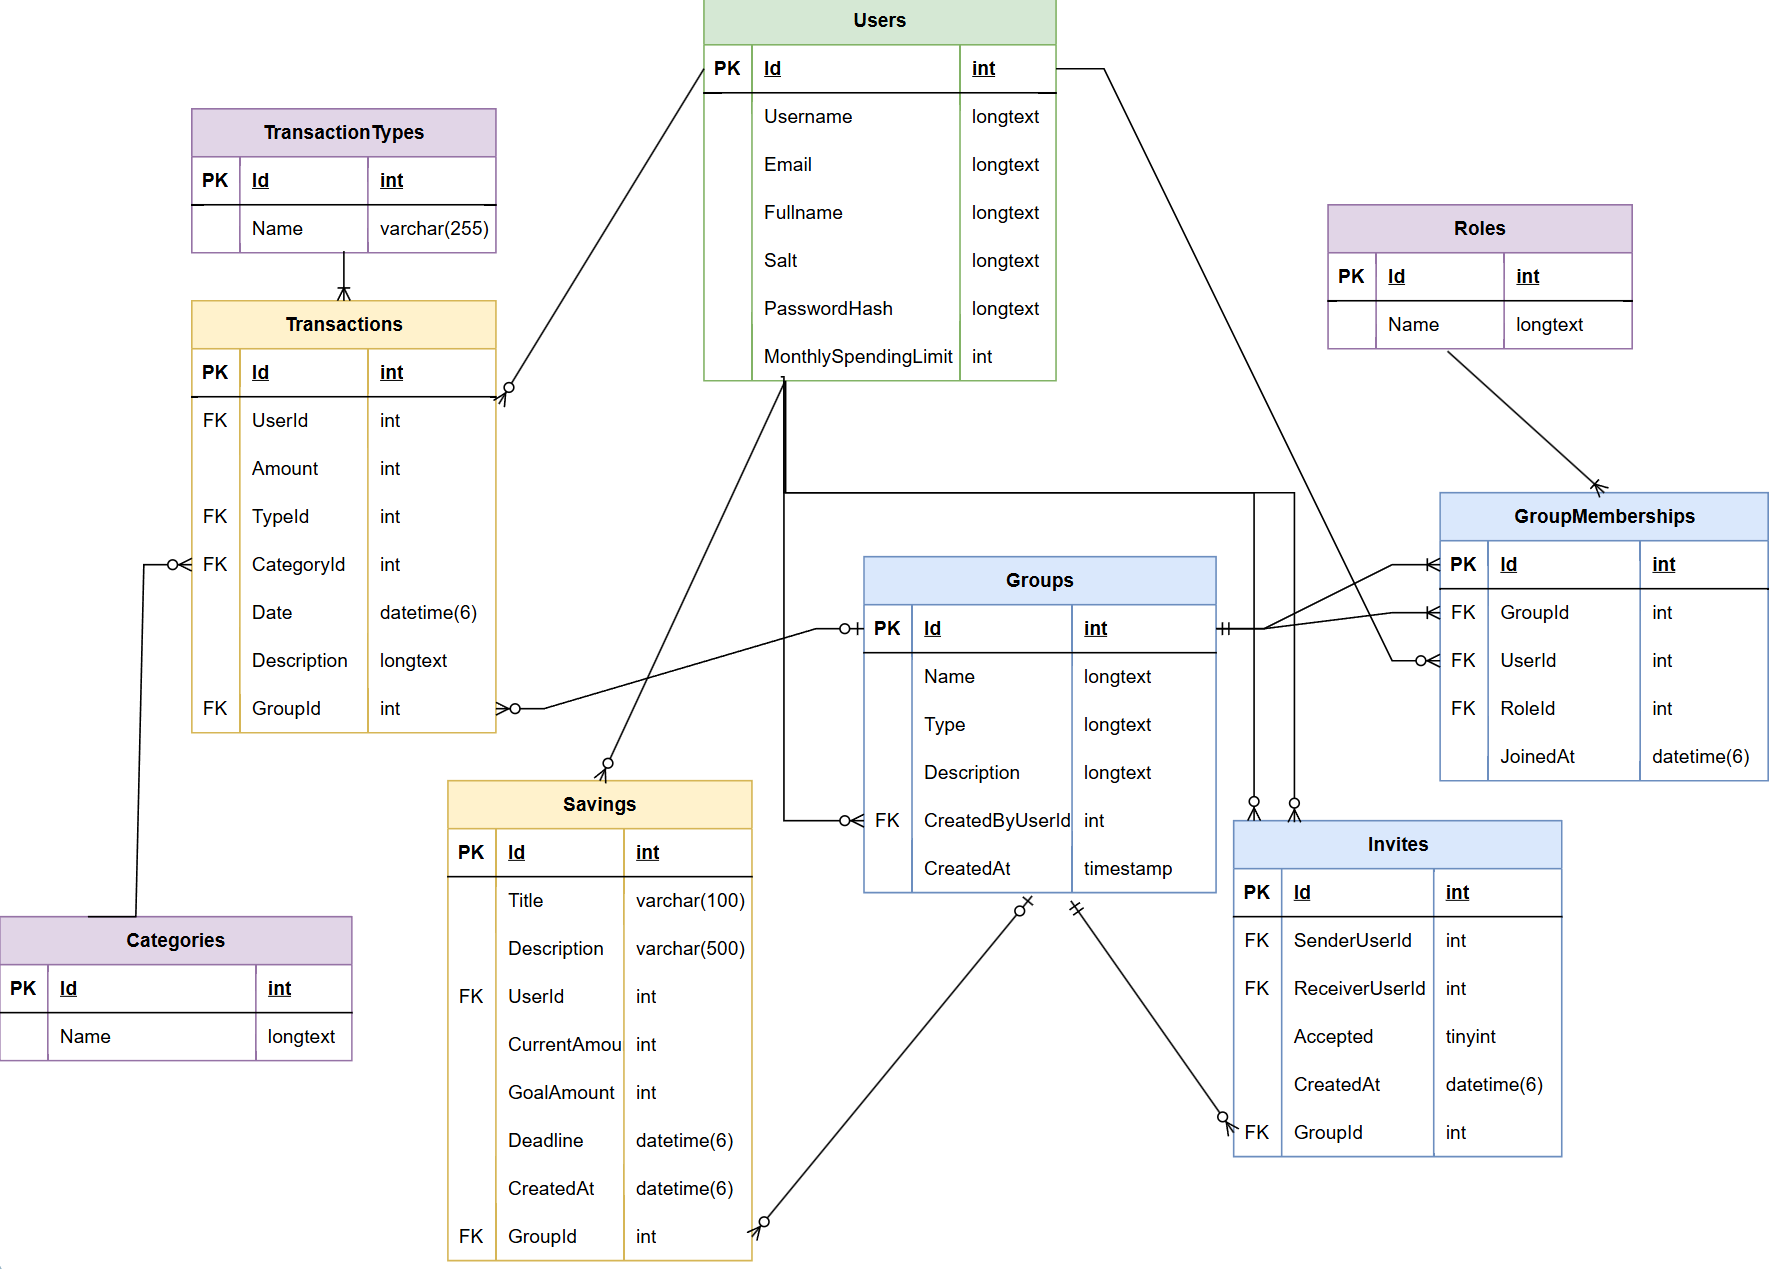 Users
PK Id int
Username longtext
Email longtext
Fullname longtext
Salt longtext
PasswordHash longtext
MonthlySpendingLimit int
TransactionTypes
PK Id int
Name varchar(255)
Roles
PK Id int
Name longtext
Transactions
PK Id int
FK UserId int
Amount int
FK TypeId int
FK CategoryId int
Date datetime(6)
Description longtext
FK GroupId int
GroupMemberships
PK Id int
FK GroupId int
FK UserId int
FK RoleId int
JoinedAt datetime(6)
Groups
PK Id int
Name longtext
Type longtext
Description longtext
FK CreatedByUserId int
CreatedAt timestamp
Savings
PK Id int
Title varchar(100)
Description varchar(500)
FK UserId int
CurrentAmou int
GoalAmount int
Deadline datetime(6)
CreatedAt datetime(6)
FK GroupId int
Invites
PK Id int
FK SenderUserId int
FK ReceiverUserId int
Accepted tinyint
CreatedAt datetime(6)
FK GroupId int
Categories
PK Id int
Name longtext